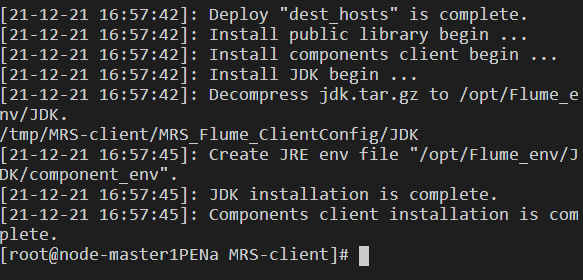 [21-12-21 16:57:42]: Deploy "dest_hosts" is complete.
[21-12-21 16:57:42]: Install public library begin ...
[21-12-21 16:57:42]: Install components client begin ...
[21-12-21 16:57:42]: Install JDK begin ...
[21-12-21 16:57:42]: Decompress jdk.tar.gz to /opt/Flume_e
nv/JDK.
/tmp/MRS-client/MRS_Flume_ClientConfig/JDK
[21-12-21 16:57:45]: Create JRE env file "/opt/Flume_env/J
DK/component_env".
[21-12-21 16:57:45]: JDK installation is complete.
[21-12-21 16:57:45]: Components client installation is com
plete.
[root@node-master1PENa MRS-client]#